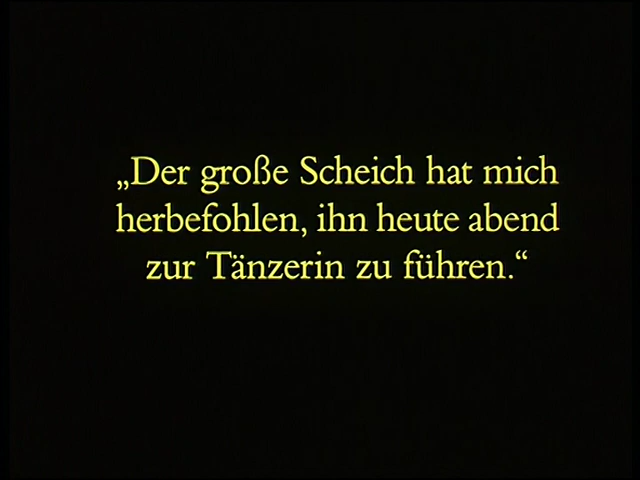 „Der große Scheich hat mich
herbefohlen, ihn heute abend
zur Tänzerin zu führen.“